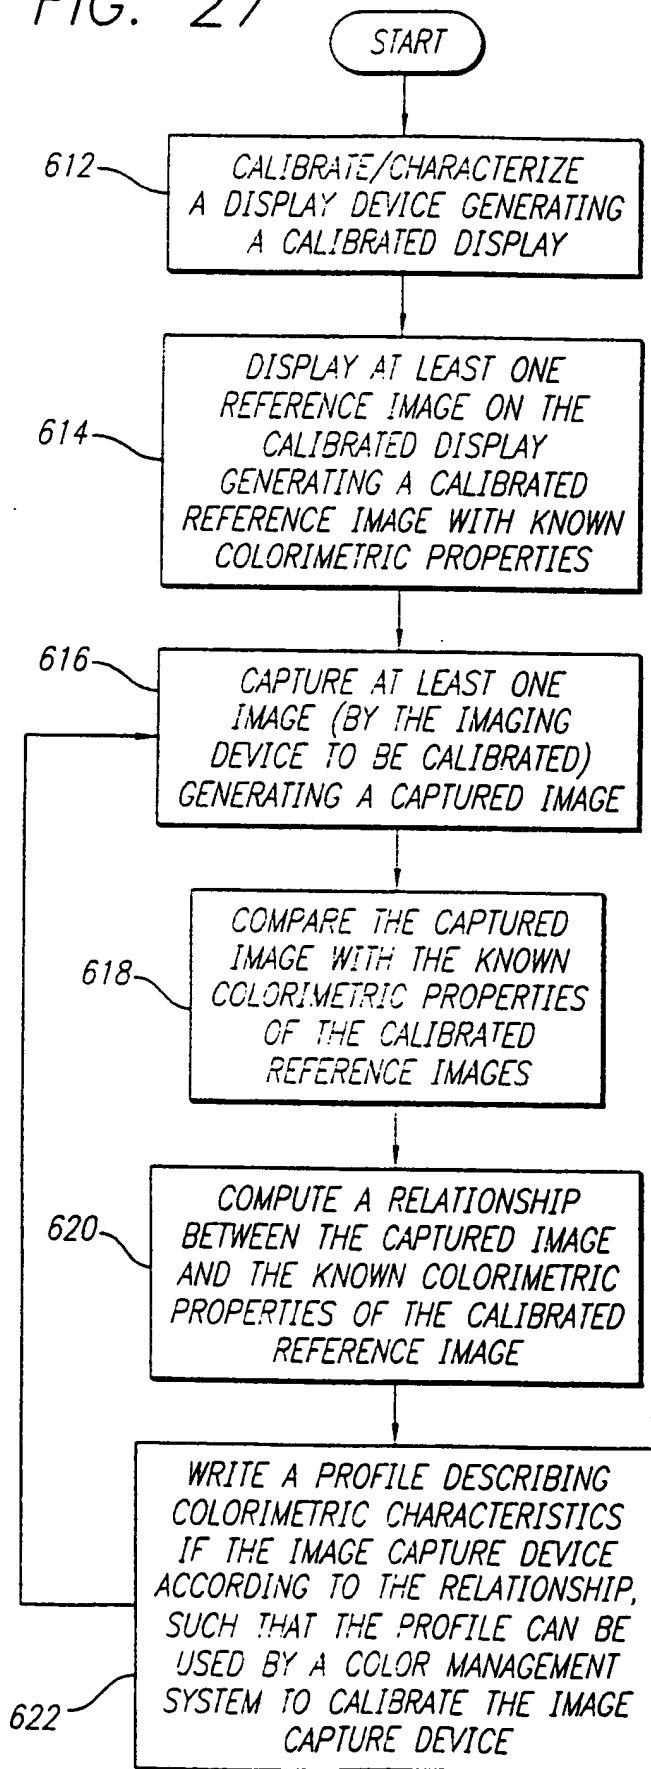 FIG. 27
START
612
CALIBRATE/CHARACTERIZE
A DISPLAY DEVICE GENERATING
A CALIBRATED DISPLAY
614
DISPLAY AT LEAST ONE
REFERENCE IMAGE ON THE
CALIBRATED DISPLAY
GENERATING A CALIBRATED
REFERENCE IMAGE WITH KNOWN
COLORIMETRIC PROPERTIES
616
CAPTURE AT LEAST ONE
IMAGE (BY THE IMAGING
DEVICE TO BE CALIBRATED)
GENERATING A CAPTURED IMAGE
618
COMPARE THE CAPTURED
IMAGE WITH THE KNOWN
COLORIMETRIC PROPERTIES
OF THE CALIBRATED
REFERENCE IMAGES
620
COMPUTE A RELATIONSHIP
BETWEEN THE CAPTURED IMAGE
AND THE KNOWN COLORIMETRIC
PROPERTIES OF THE CALIBRATED
REFERENCE IMAGE
622
WRITE A PROFILE DESCRIBING
COLORIMETRIC CHARACTERISTICS
IF THE IMAGE CAPTURE DEVICE
ACCORDING TO THE RELATIONSHIP,
SUCH THAT THE PROFILE CAN BE
USED BY A COLOR MANAGEMENT
SYSTEM TO CALIBRATE THE IMAGE
CAPTURE DEVICE